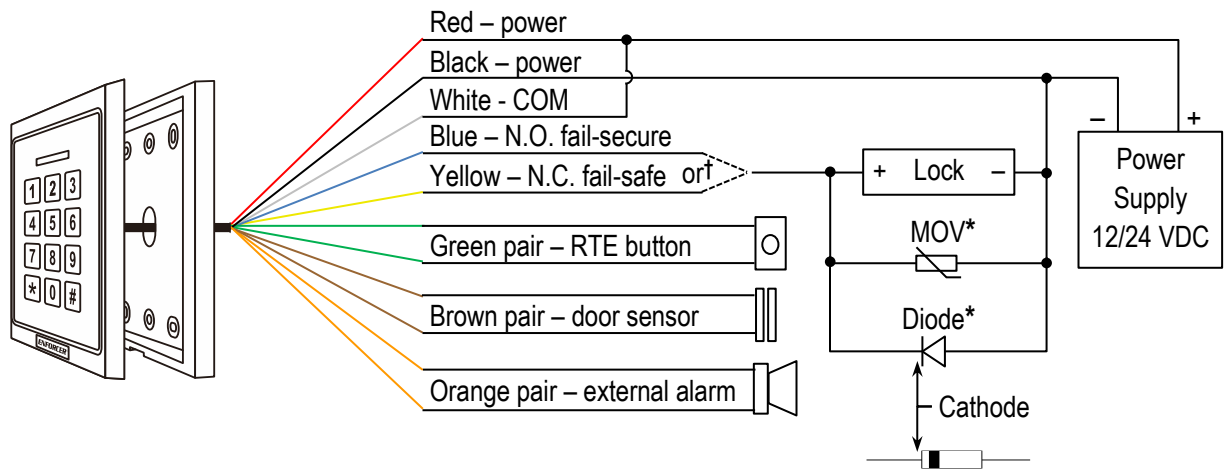 Red – power
Black – power
White - COM
Blue – N.O. fail-secure
Yellow – N.C. fail-safe or†
Green pair – RTE button
Brown pair – door sensor
Orange pair – external alarm
+ Lock –
MOV*
Diode*
Cathode
– +
Power
Supply
12/24 VDC
1 2 3
4 5 6
7 8 9
* 0 #
ENFORCER